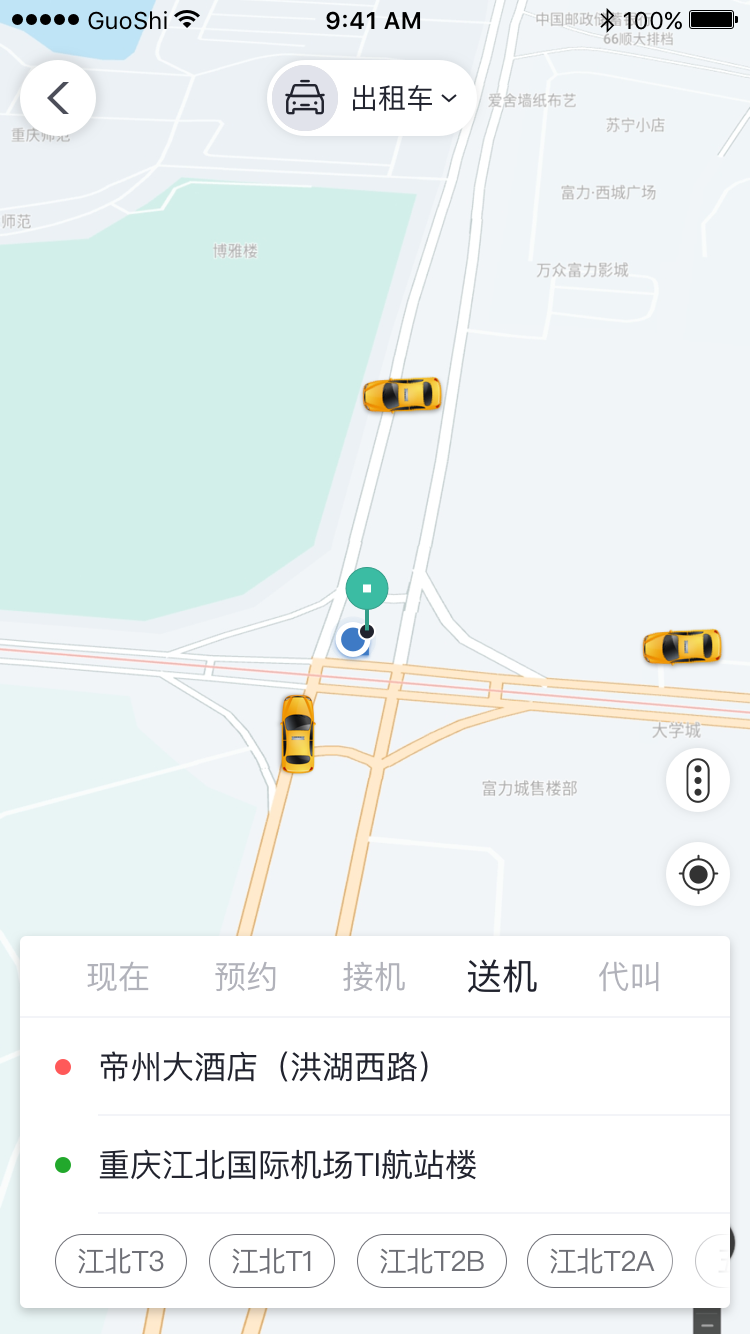 GuoShi 9:41 AM 100%
中国邮政储蓄
66顺大排档
出租车
爱舍墙纸布艺
苏宁小店
重庆师范
富力·西城广场
师范
博雅楼
万众富力影城
大学城
富力城售楼部
现在 预约 接机 送机 代叫
帝州大酒店（洪湖西路）
重庆江北国际机场TI航站楼
江北T3 江北T1 江北T2B 江北T2A